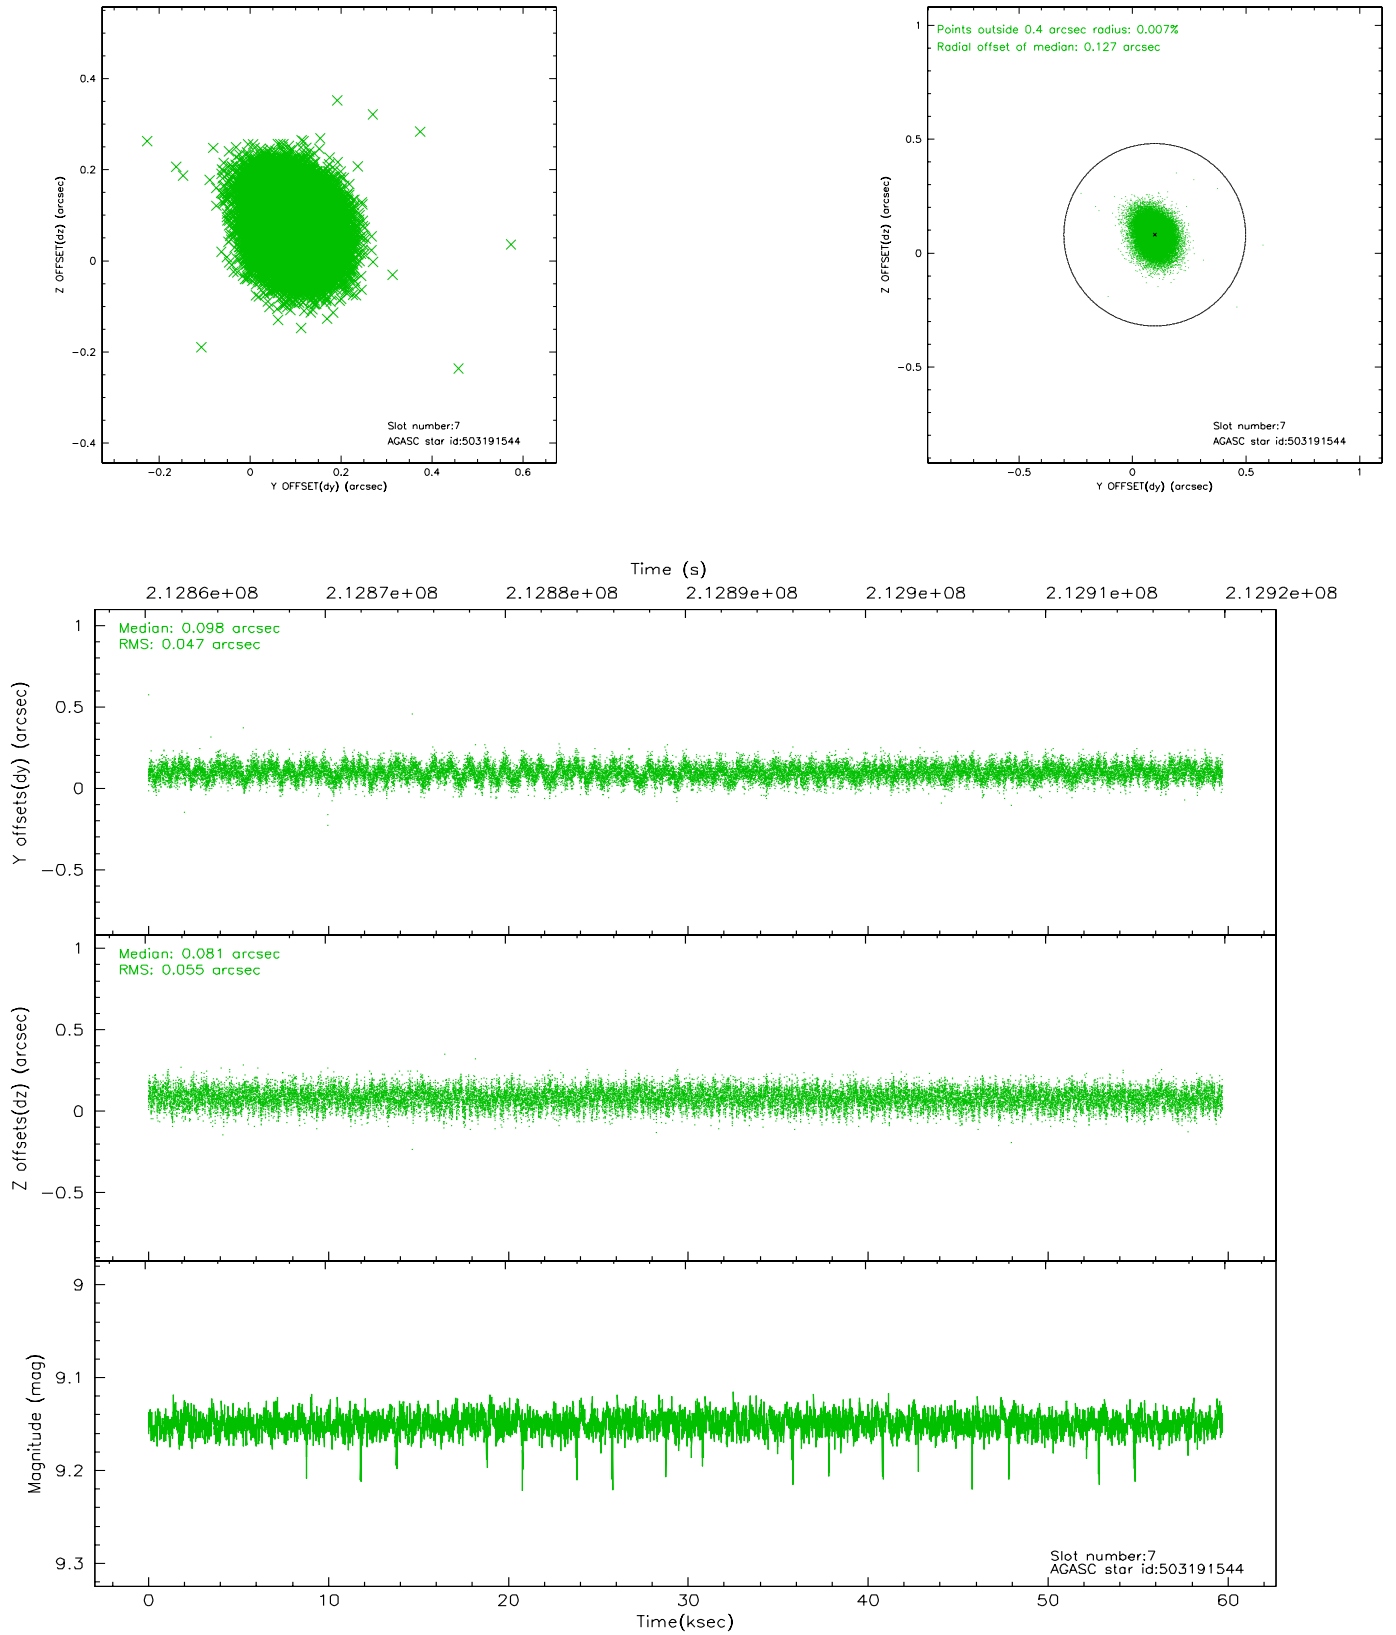 0.4
0.2
0
−0.2
−0.4
Z OFFSET(dz) (arcsec)
Slot number:7
AGASC star id:503191544
−0.2 0 0.2 0.4 0.6
Y OFFSET(dy) (arcsec)
Points outside 0.4 arcsec radius: 0.007%
Radial offset of median: 0.127 arcsec
1
0.5
0
−0.5
Z OFFSET(dz) (arcsec)
Slot number:7
AGASC star id:503191544
−0.5 0 0.5 1
Y OFFSET(dy) (arcsec)
Time (s)
2.1286e+08 2.1287e+08 2.1288e+08 2.1289e+08 2.129e+08 2.1291e+08 2.1292e+08
Median: 0.098 arcsec
RMS: 0.047 arcsec
1
0.5
0
−0.5
Y offsets(dy) (arcsec)
Median: 0.081 arcsec
RMS: 0.055 arcsec
1
0.5
0
−0.5
Z offsets(dz) (arcsec)
9
9.1
9.2
9.3
Magnitude (mag)
Slot number:7
AGASC star id:503191544
0 10 20 30 40 50 60
Time(ksec)